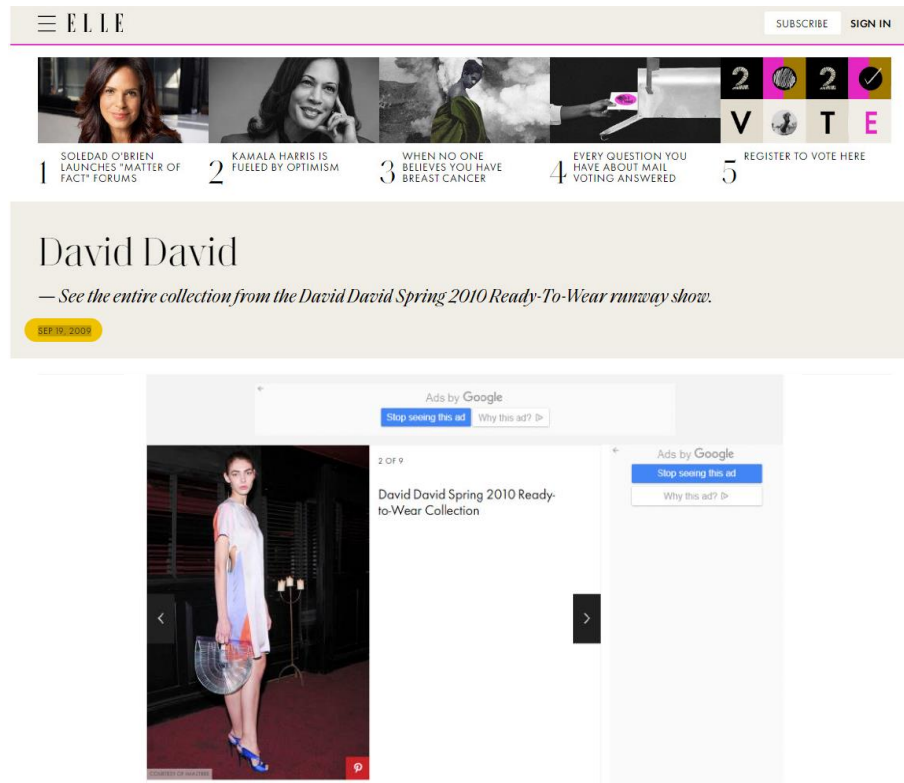 ELLE
SUBSCRIBE SIGN IN
2 0 2
V T E
1 SOLEDAD O'BRIEN
LAUNCHES "MATTER OF
FACT" FORUMS
2 KAMALA HARRIS IS
FUELED BY OPTIMISM
3 WHEN NO ONE
BELIEVES YOU HAVE
BREAST CANCER
4 EVERY QUESTION YOU
HAVE ABOUT MAIL
VOTING ANSWERED
5 REGISTER TO VOTE HERE
David David
— See the entire collection from the David David Spring 2010 Ready-To-Wear runway show.
SEP 19, 2009
Ads by Google
Stop seeing this ad Why this ad?
2 OF 9
David David Spring 2010 Ready-
to-Wear Collection
Ads by Google
Stop seeing this ad
Why this ad?
COURTESY OF